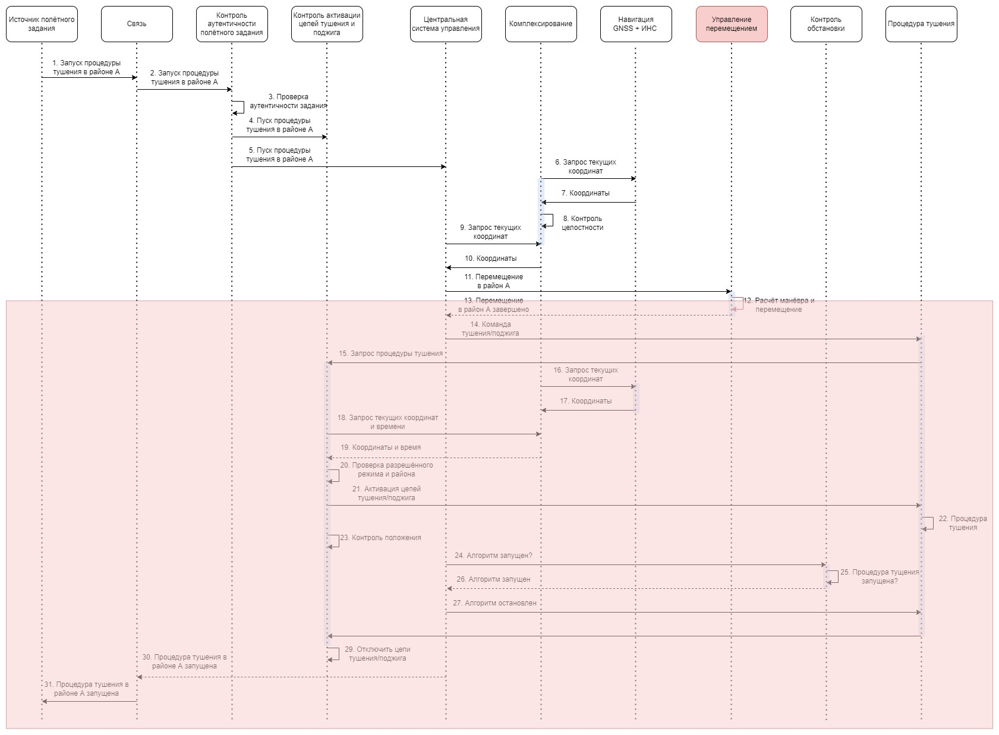 Источник полётного
задания
Связь
Контроль
аутентичности
полётного задания
Контроль активации
цепей тушения и
поджига
Центральная
система управления
Комплексирование
Навигация
GNSS + ИНС
Управление
перемещением
Контроль
обстановки
Процедура тушения
1. Запуск процедуры
тушения в районе А
2. Запуск процедуры
тушения в районе А
3. Проверка
аутентичности задания
4. Пуск процедуры
тушения в районе А
5. Пуск процедуры
тушения в районе А
6. Запрос текущих
координат
7. Координаты
8. Контроль
целостности
9. Запрос текущих
координат
10. Координаты
11. Перемещение
в район А
12. Расчёт манёвра и
перемещение
13. Перемещение
в район А завершено
14. Команда
тушения/поджига
15. Запрос процедуры тушения
16. Запрос текущих
координат
17. Координаты
18. Запрос текущих координат
и времени
19. Координаты и время
20. Проверка разрешённого
режима и района
21. Активация цепей
тушения/поджига
22. Процедура
тушения
23. Контроль положения
24. Алгоритм запущен?
25. Процедура тущения
запущена?
26. Алгоритм запущен
27. Алгоритм остановлен
29. Отключить цепи
тушения/поджига
30. Процедура тушения в
районе А запущена
31. Процедура тушения в
районе А запущена